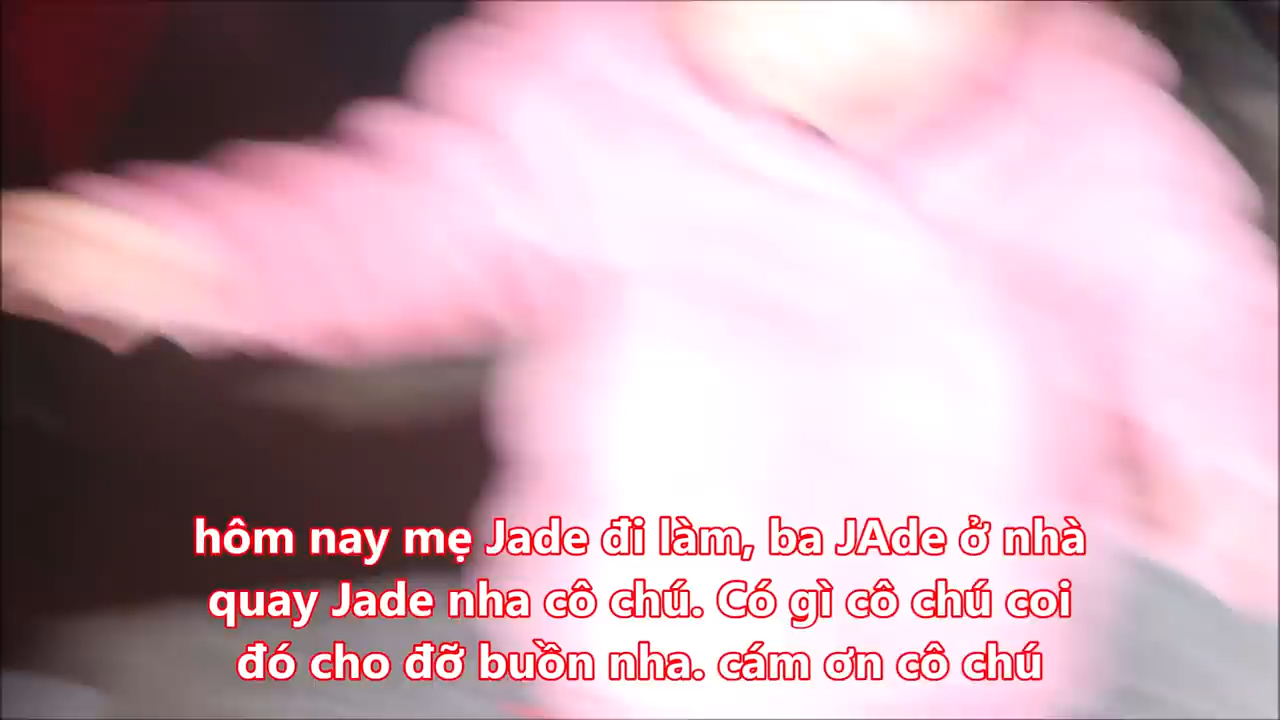 hôm nay mẹ Jade đi làm, ba JAde ở nhà
quay Jade nha cô chú. Có gì cô chú coi
đó cho đỡ buồn nha. cám ơn cô chú